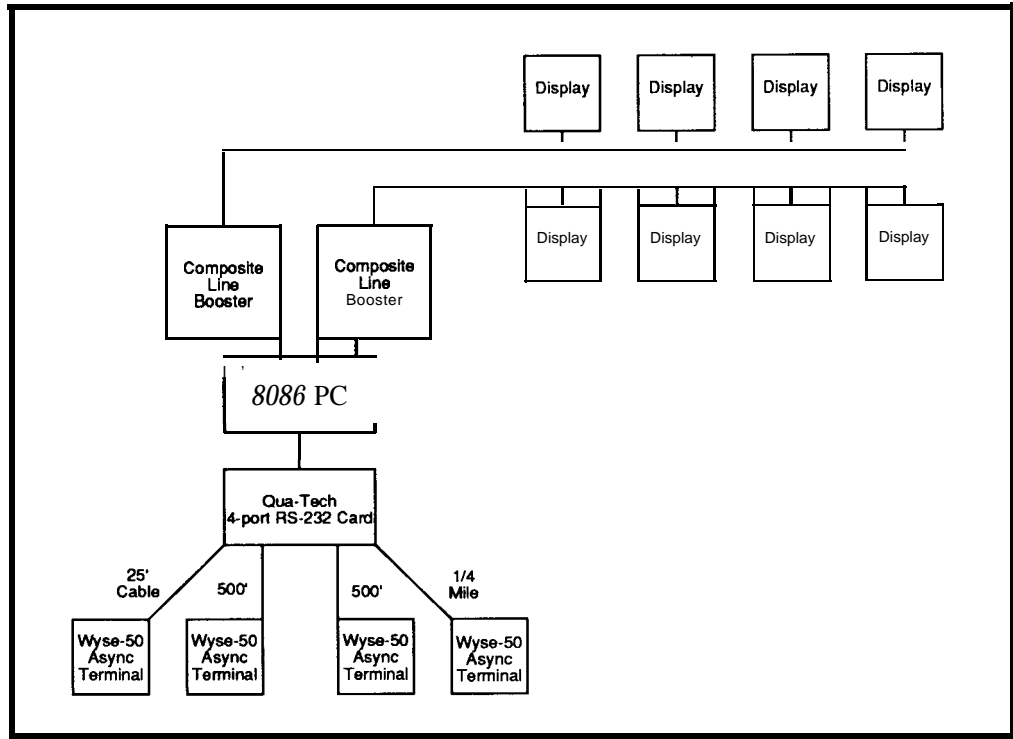 Display
Display
Display
Display
Display
Display
Display
Display
Composite
Line
Booster
Composite
Line
Booster
8086 PC
Qua-Tech
4-port RS-232 Card
25'
Cable
500'
500'
1/4
Mile
Wyse-50
Async
Terminal
Wyse-50
Async
Terminal
Wyse-50
Async
Terminal
Wyse-50
Async
Terminal